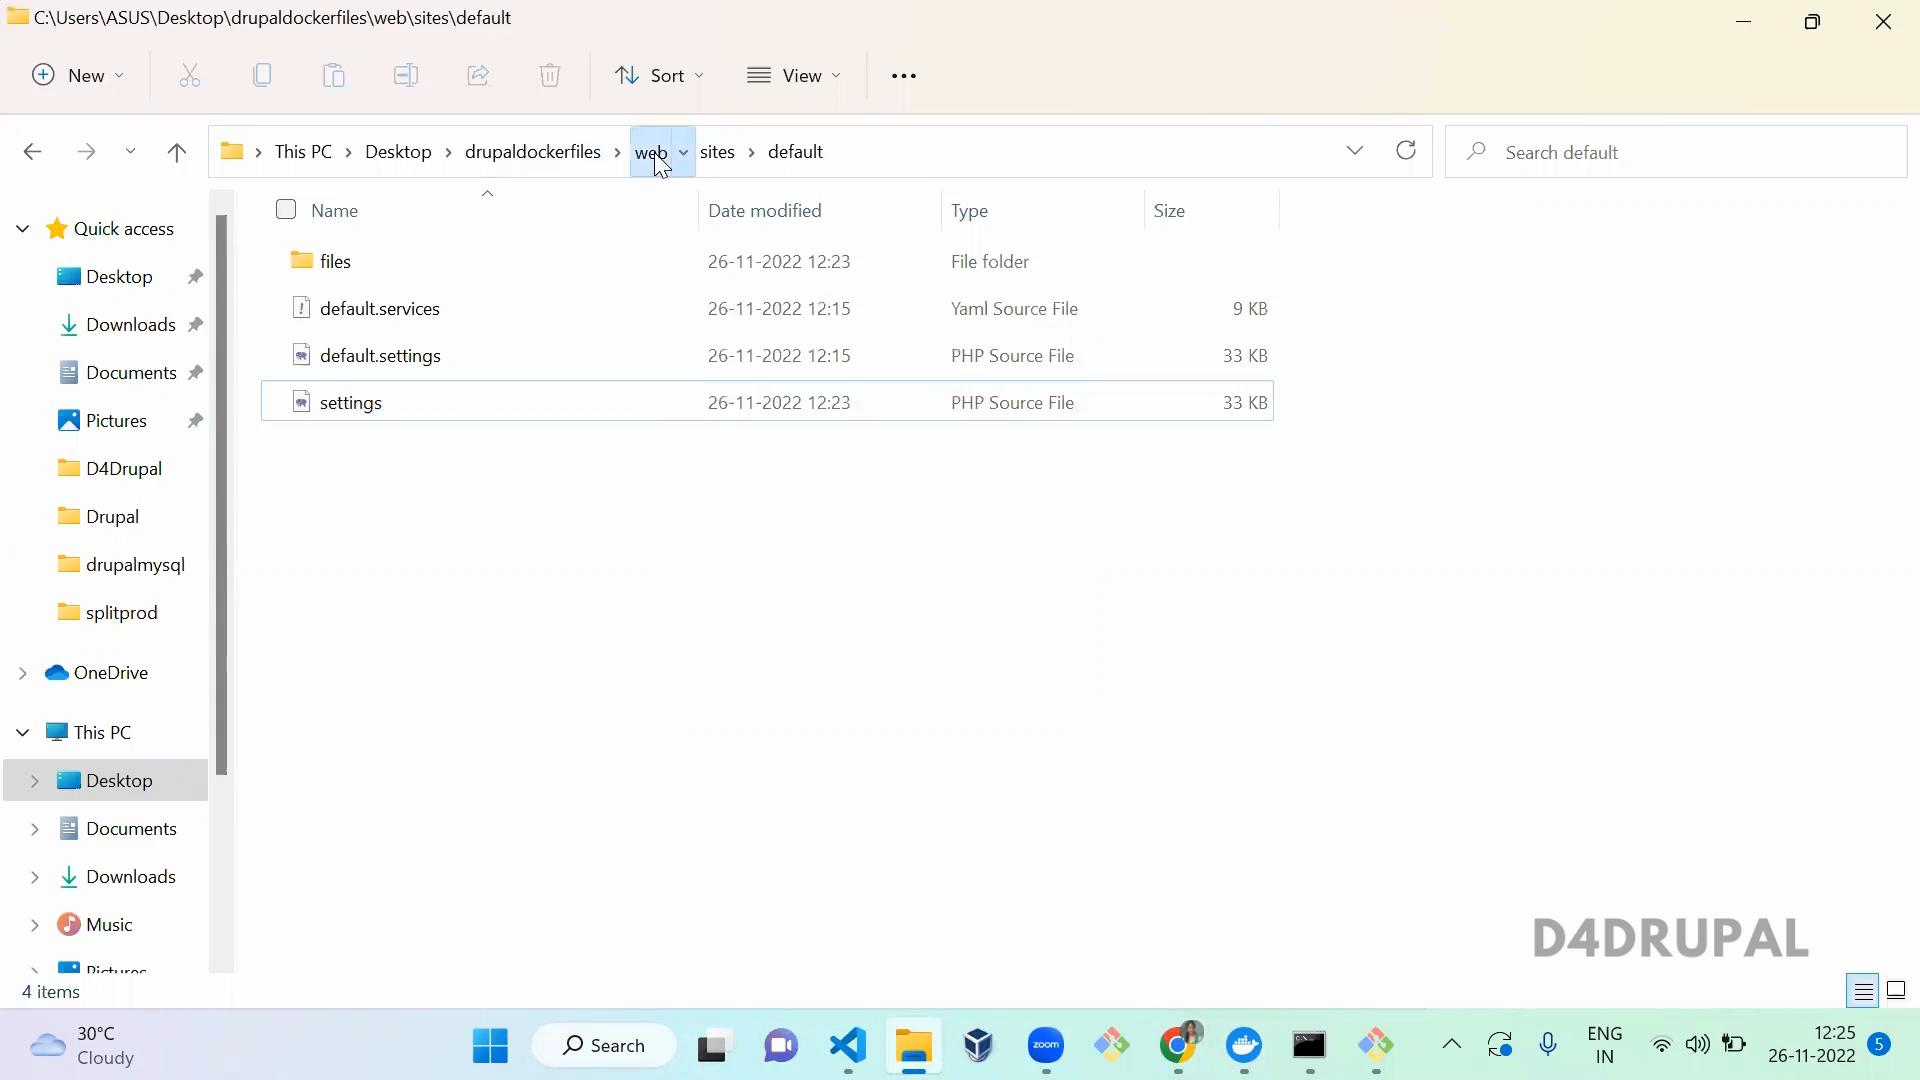 C:\Users\ASUS\Desktop\drupaldockerfiles\web\sites\default
New
Sort
View
This PC
Desktop
drupaldockerfiles
web
sites
default
Search default
Name
Date modified
Type
Size
files
26-11-2022 12:23
File folder
default.services
26-11-2022 12:15
Yaml Source File
9 KB
default.settings
26-11-2022 12:15
PHP Source File
33 KB
settings
26-11-2022 12:23
PHP Source File
33 KB
Quick access
Desktop
Downloads
Documents
Pictures
D4Drupal
Drupal
drupalmysql
splitprod
OneDrive
This PC
Desktop
Documents
Downloads
Music
Pictures
4 items
D4DRUPAL
30°C
Cloudy
Search
zoom
ENG
IN
12:25
26-11-2022
5